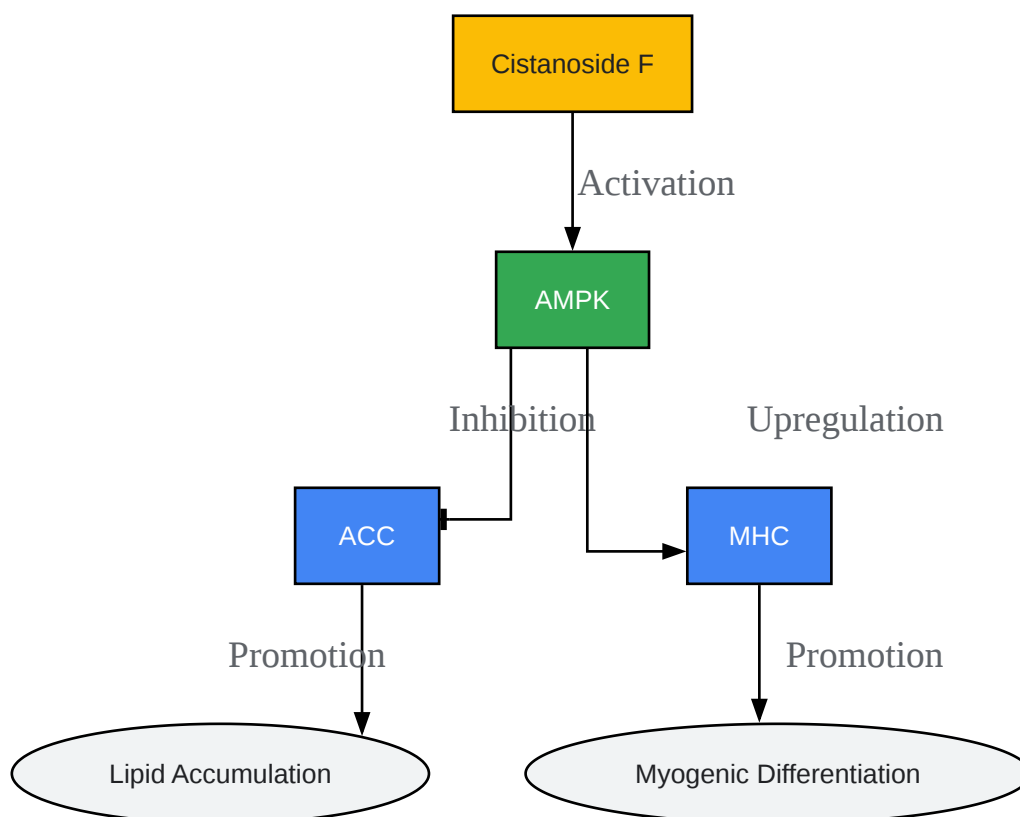 Cistanoside F
Activation
AMPK
Inhibition
Upregulation
ACC
MHC
Promotion
Promotion
Lipid Accumulation
Myogenic Differentiation